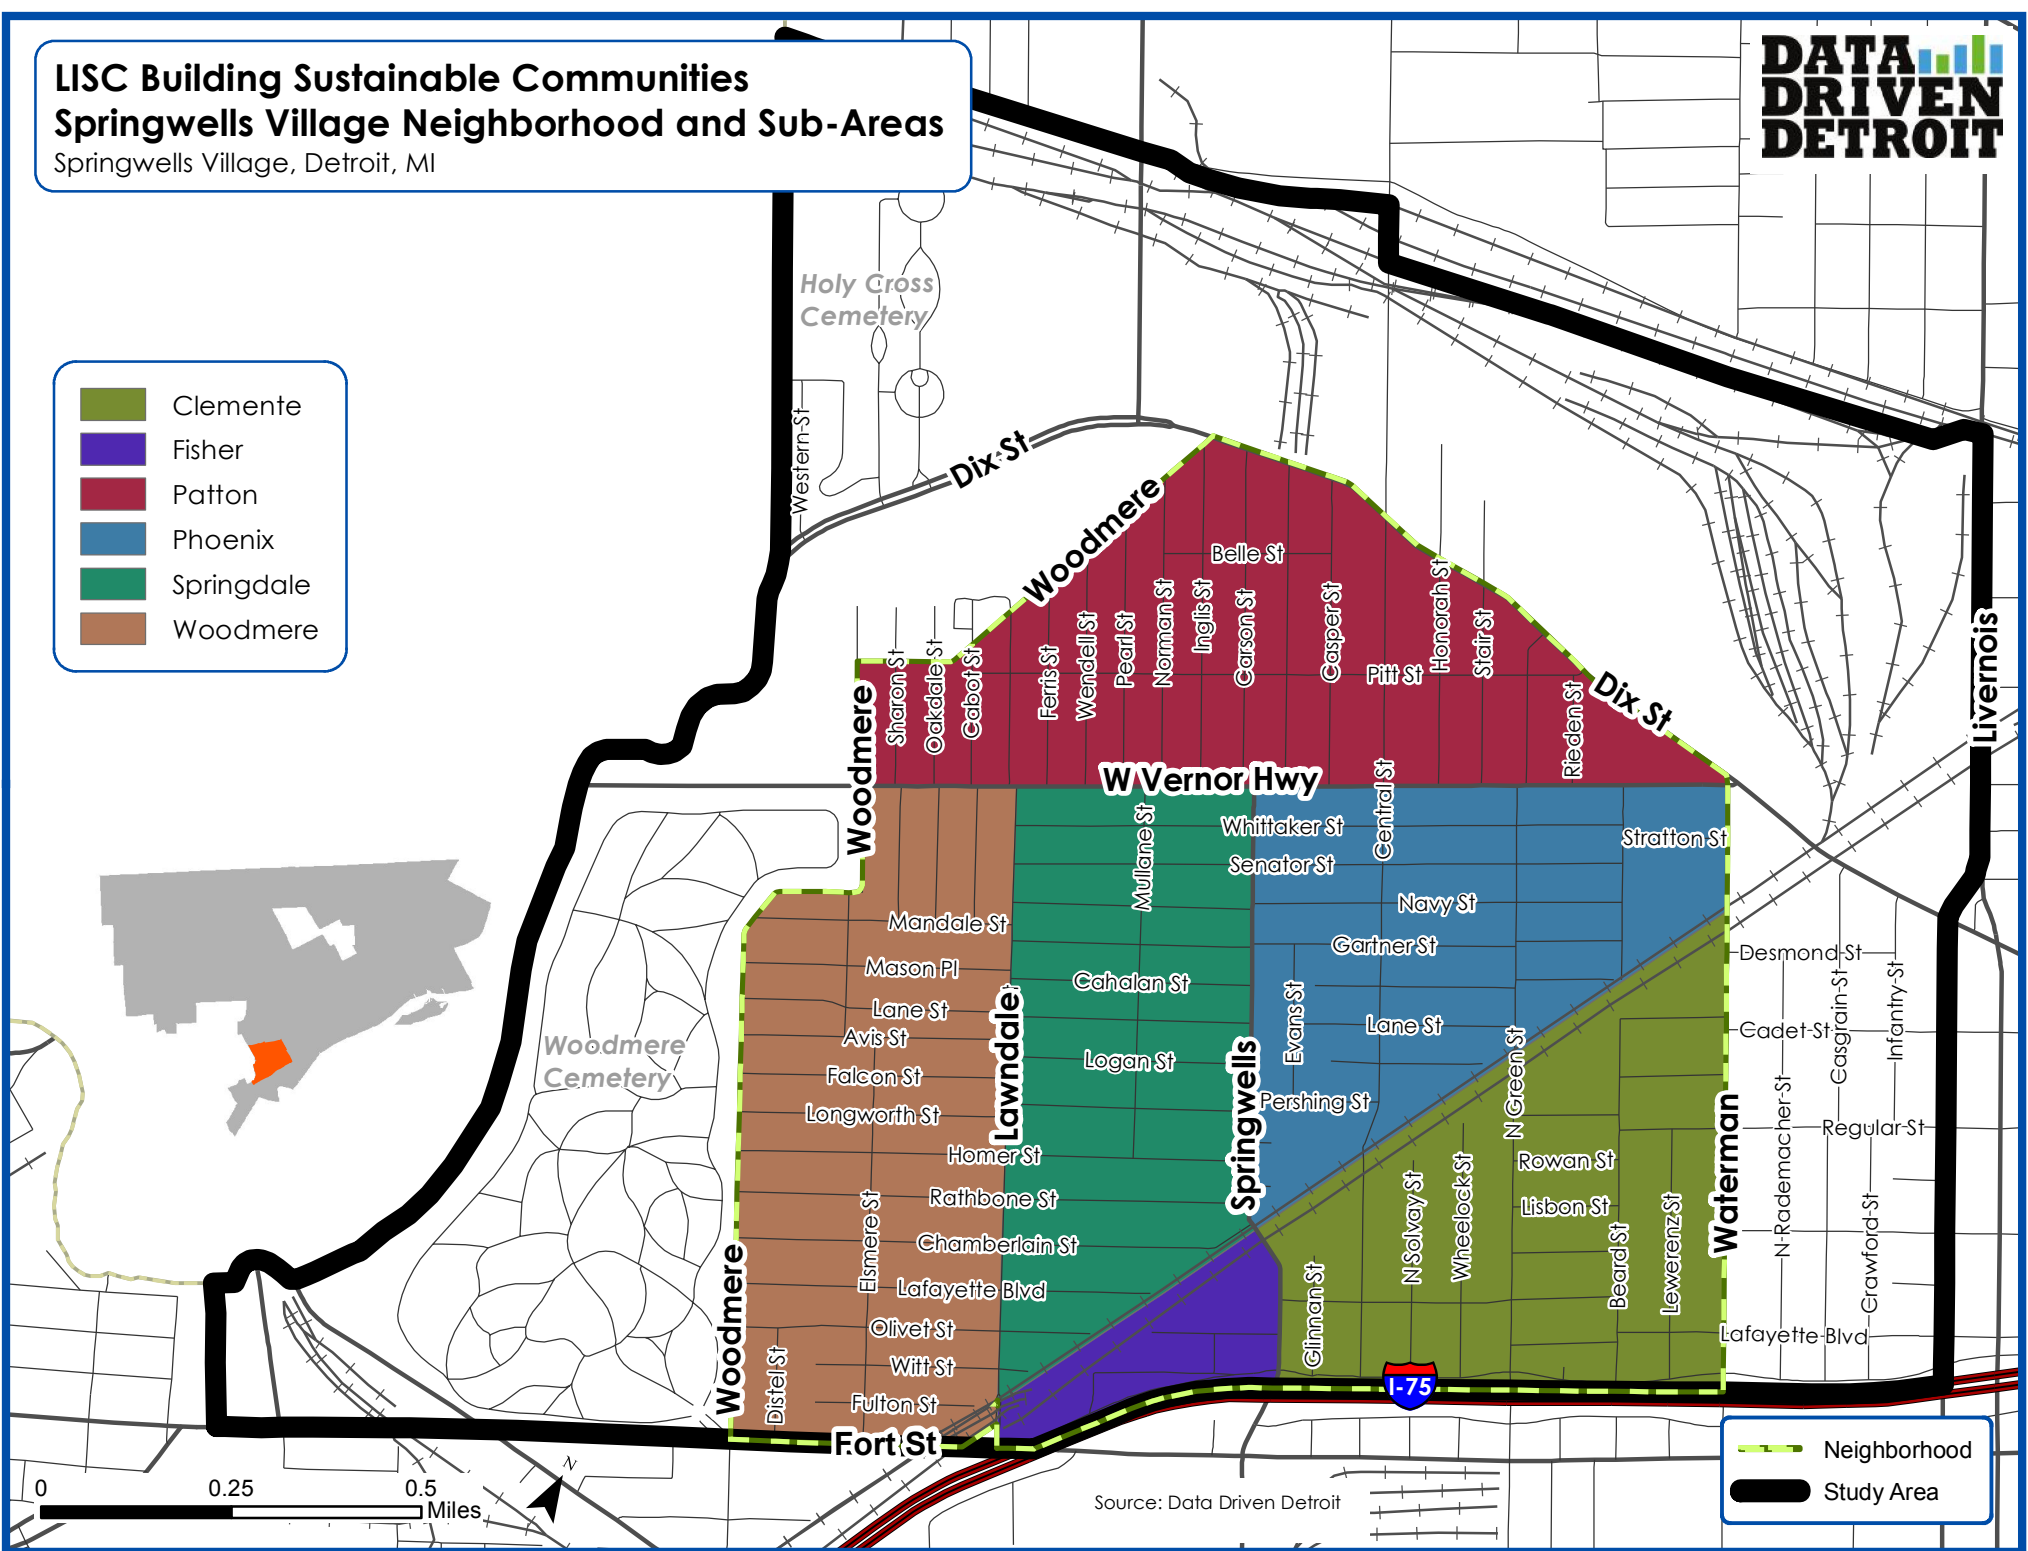 LISC Building Sustainable Communities
Springwells Village Neighborhood and Sub-Areas
Springwells Village, Detroit, MI
DATA
DRIVEN
DETROIT
Holy Cross
Cemetery
Clemente
Fisher
Patton
Phoenix
Springdale
Woodmere
Western St
Dix St
Woodmere
Belle St
Sharon St
Oakdale St
Cabot St
Ferris St
Wendell St
Pearl St
Norman St
Inglis St
Carson St
Casper St
Pitt St
Honorah St
Stair St
Rieden St
Dix St
Livernois
Woodmere
W Vernor Hwy
Mullane St
Whittaker St
Central St
Stratton St
Senator St
Navy St
Mandale St
Gartner St
Desmond St
Mason Pl
Cahalan St
Lawndale
Lane St
Evans St
Lane St
Cadet St
Casgrain St
Infantry St
Avis St
Woodmere
Cemetery
Logan St
Springwells
N Green St
Falcon St
Pershing St
Longworth St
Waterman
N Rademacher St
Regular St
Homer St
Rowan St
Rathbone St
Elsmere St
N Solvay St
Wheelock St
Lisbon St
Beard St
Lewerenz St
Crawford St
Chamberlain St
Lafayette Blvd
Glinnan St
Woodmere
Olivet St
Lafayette Blvd
Witt St
Distel St
Fulton St
I-75
Fort St
N
0 0.25 0.5
Miles
Source: Data Driven Detroit
Neighborhood
Study Area